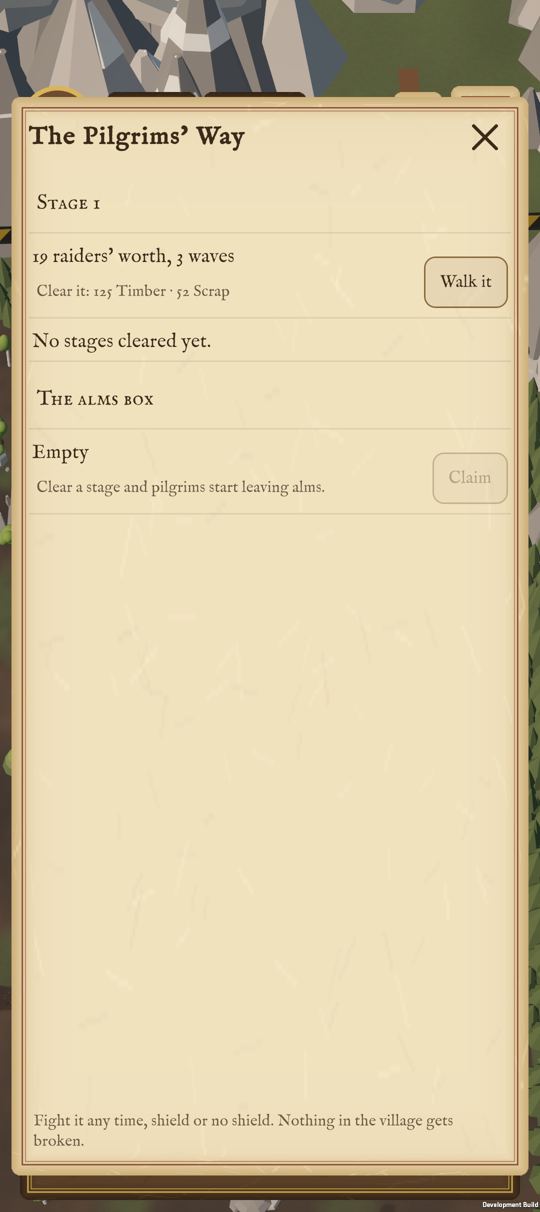 The Pilgrims' Way
Stage 1
19 raiders' worth, 3 waves
Clear it: 125 Timber · 52 Scrap
Walk it
No stages cleared yet.
The alms box
Empty
Clear a stage and pilgrims start leaving alms.
Claim
Fight it any time, shield or no shield. Nothing in the village gets
broken.
Development Build